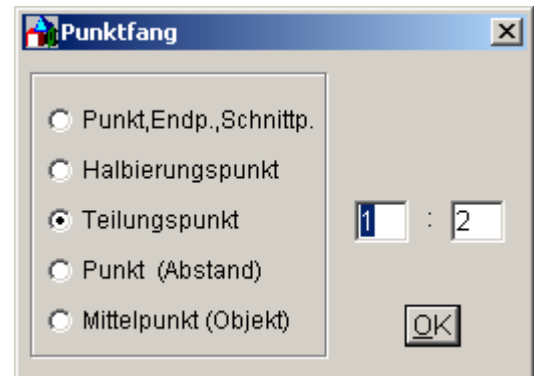 Punktfang
Punkt,Endp.,Schnittp.
Halbierungspunkt
Teilungspunkt
1 : 2
Punkt (Abstand)
Mittelpunkt (Objekt)
OK